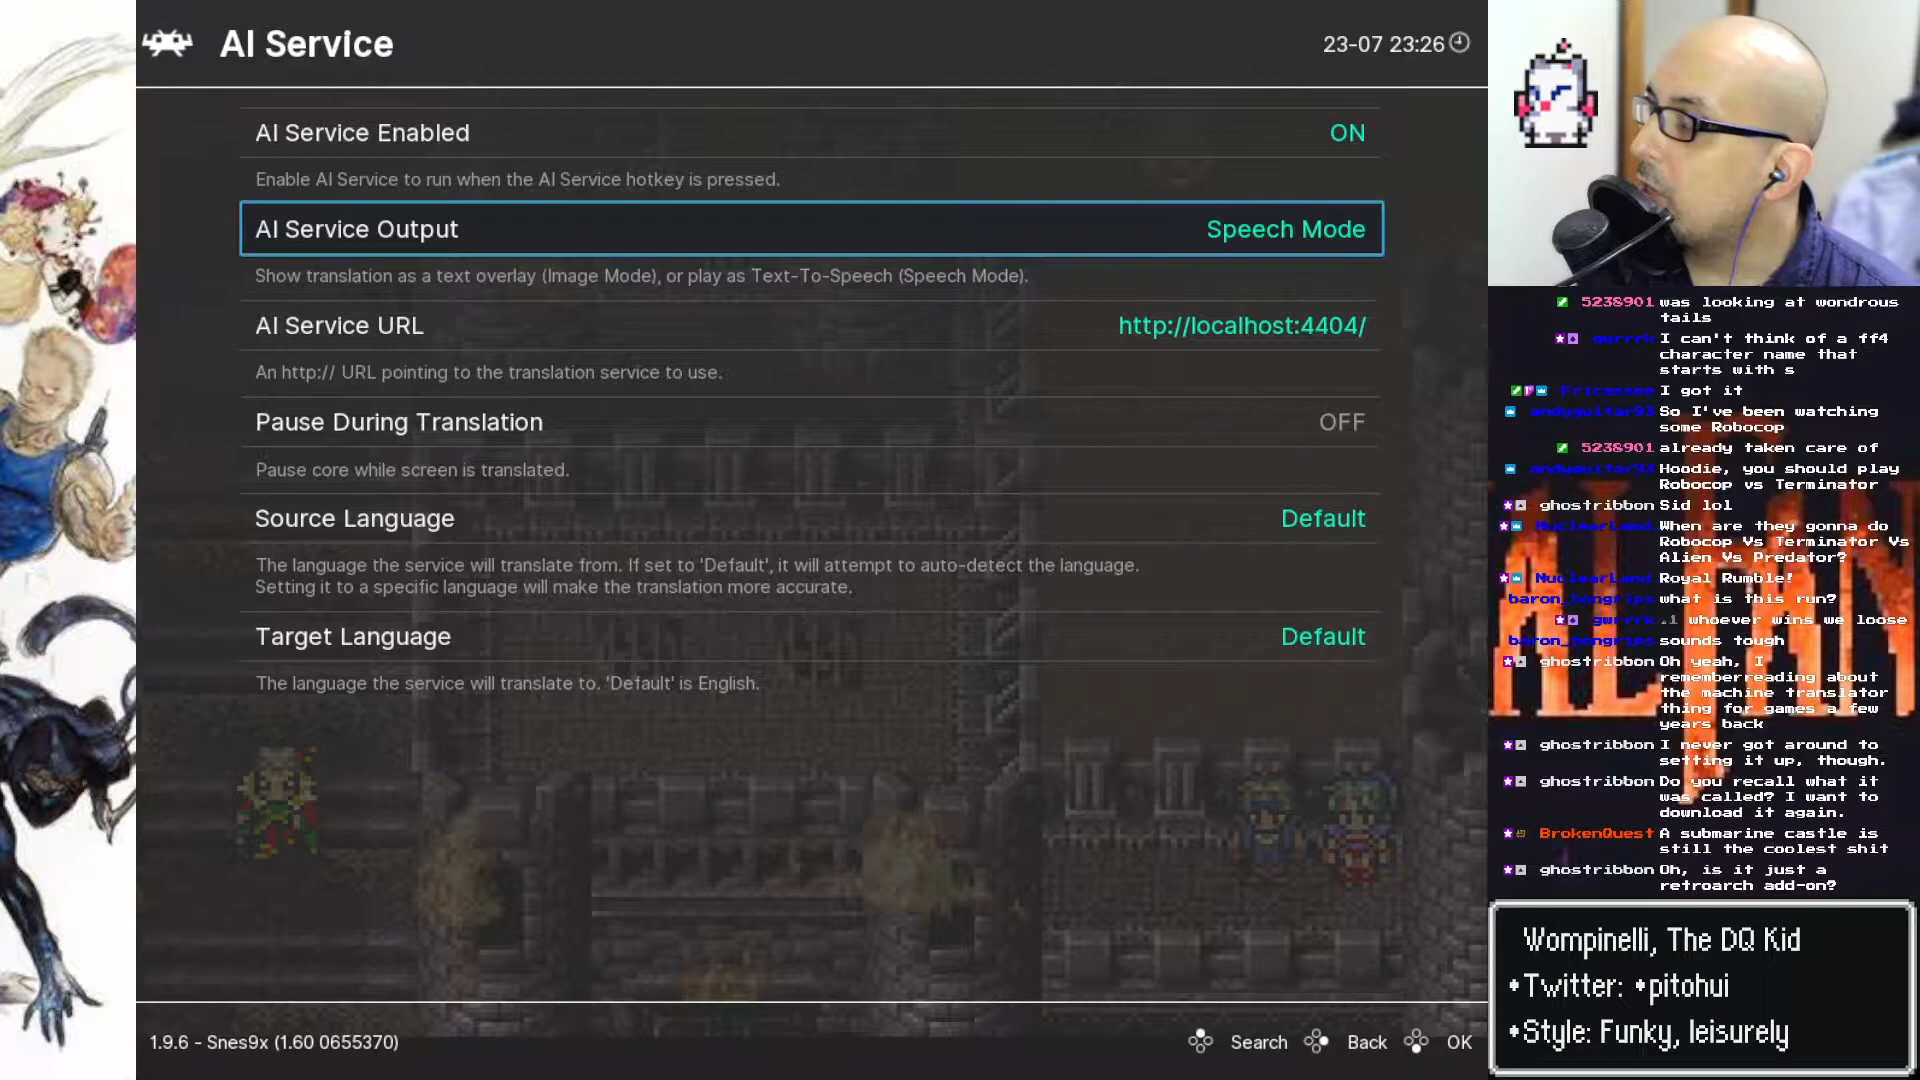 AI Service
23-07 23:26
AI Service Enabled
ON
Enable AI Service to run when the AI Service hotkey is pressed.
AI Service Output
Speech Mode
Show translation as a text overlay (Image Mode), or play as Text-To-Speech (Speech Mode).
AI Service URL
http://localhost:4404/
An http:// URL pointing to the translation service to use.
Pause During Translation
OFF
Pause core while screen is translated.
Source Language
Default
The language the service will translate from. If set to 'Default', it will attempt to auto-detect the language.
Setting it to a specific language will make the translation more accurate.
Target Language
Default
The language the service will translate to. 'Default' is English.
1.9.6 - Snes9x (1.60 0655370)
Search
Back
OK
5238901 was looking at wondrous
tails
gwrrrk I can't think of a ff4
character name that
starts with s
Fricassee I got it
andyguitar93 So I've been watching
some Robocop
5238901 already taken care of
andyguitar93 Hoodie, you should play
Robocop vs Terminator
ghostribbon Sid lol
NuclearLand When are they gonna do
Robocop Vs Terminator Vs
Alien Vs Predator?
NuclearLand Royal Rumble!
baron_bongrips what is this run?
gwrrrk .1 whoever wins we loose
baron_bongrips sounds tough
ghostribbon Oh yeah, I
rememberreading about
the machine translator
thing for games a few
years back
ghostribbon I never got around to
setting it up, though.
ghostribbon Do you recall what it
was called? I want to
download it again.
BrokenQuest A submarine castle is
still the coolest shit
ghostribbon Oh, is it just a
retroarch add-on?
Wompinelli, The DQ Kid
•Twitter: •pitohui
•Style: Funky, leisurely